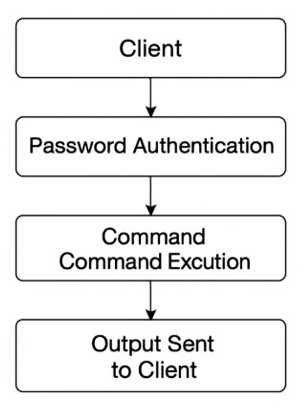 Client
Password Authentication
Command
Command Excution
Output Sent
to Client